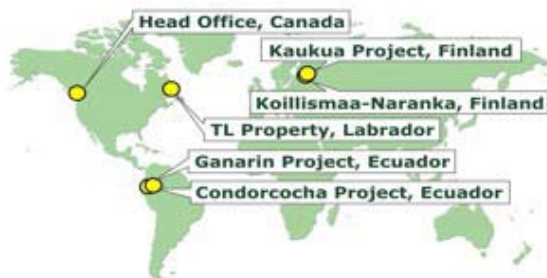 Head Office, Canada
Kaukua Project, Finland
Koillismaa-Naranka, Finland
TL Property, Labrador
Ganarin Project, Ecuador
Condorcocha Project, Ecuador